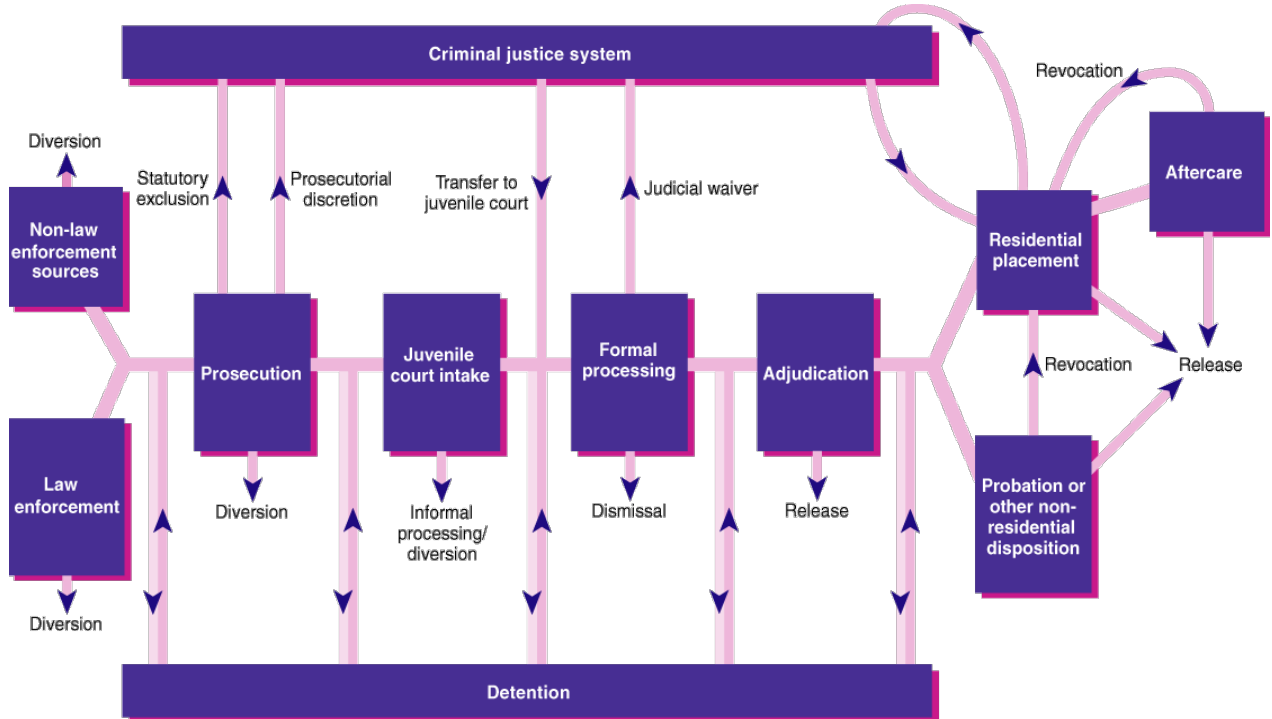 Criminal justice system
Revocation
Diversion
Aftercare
Statutory
exclusion
Prosecutorial
discretion
Transfer to
juvenile court
Judicial waiver
Non-law
enforcement
sources
Residential
placement
Prosecution
Juvenile
court intake
Formal
processing
Adjudication
Revocation
Release
Law
enforcement
Diversion
Informal
processing/
diversion
Dismissal
Release
Probation or
other non-
residential
disposition
Diversion
Detention